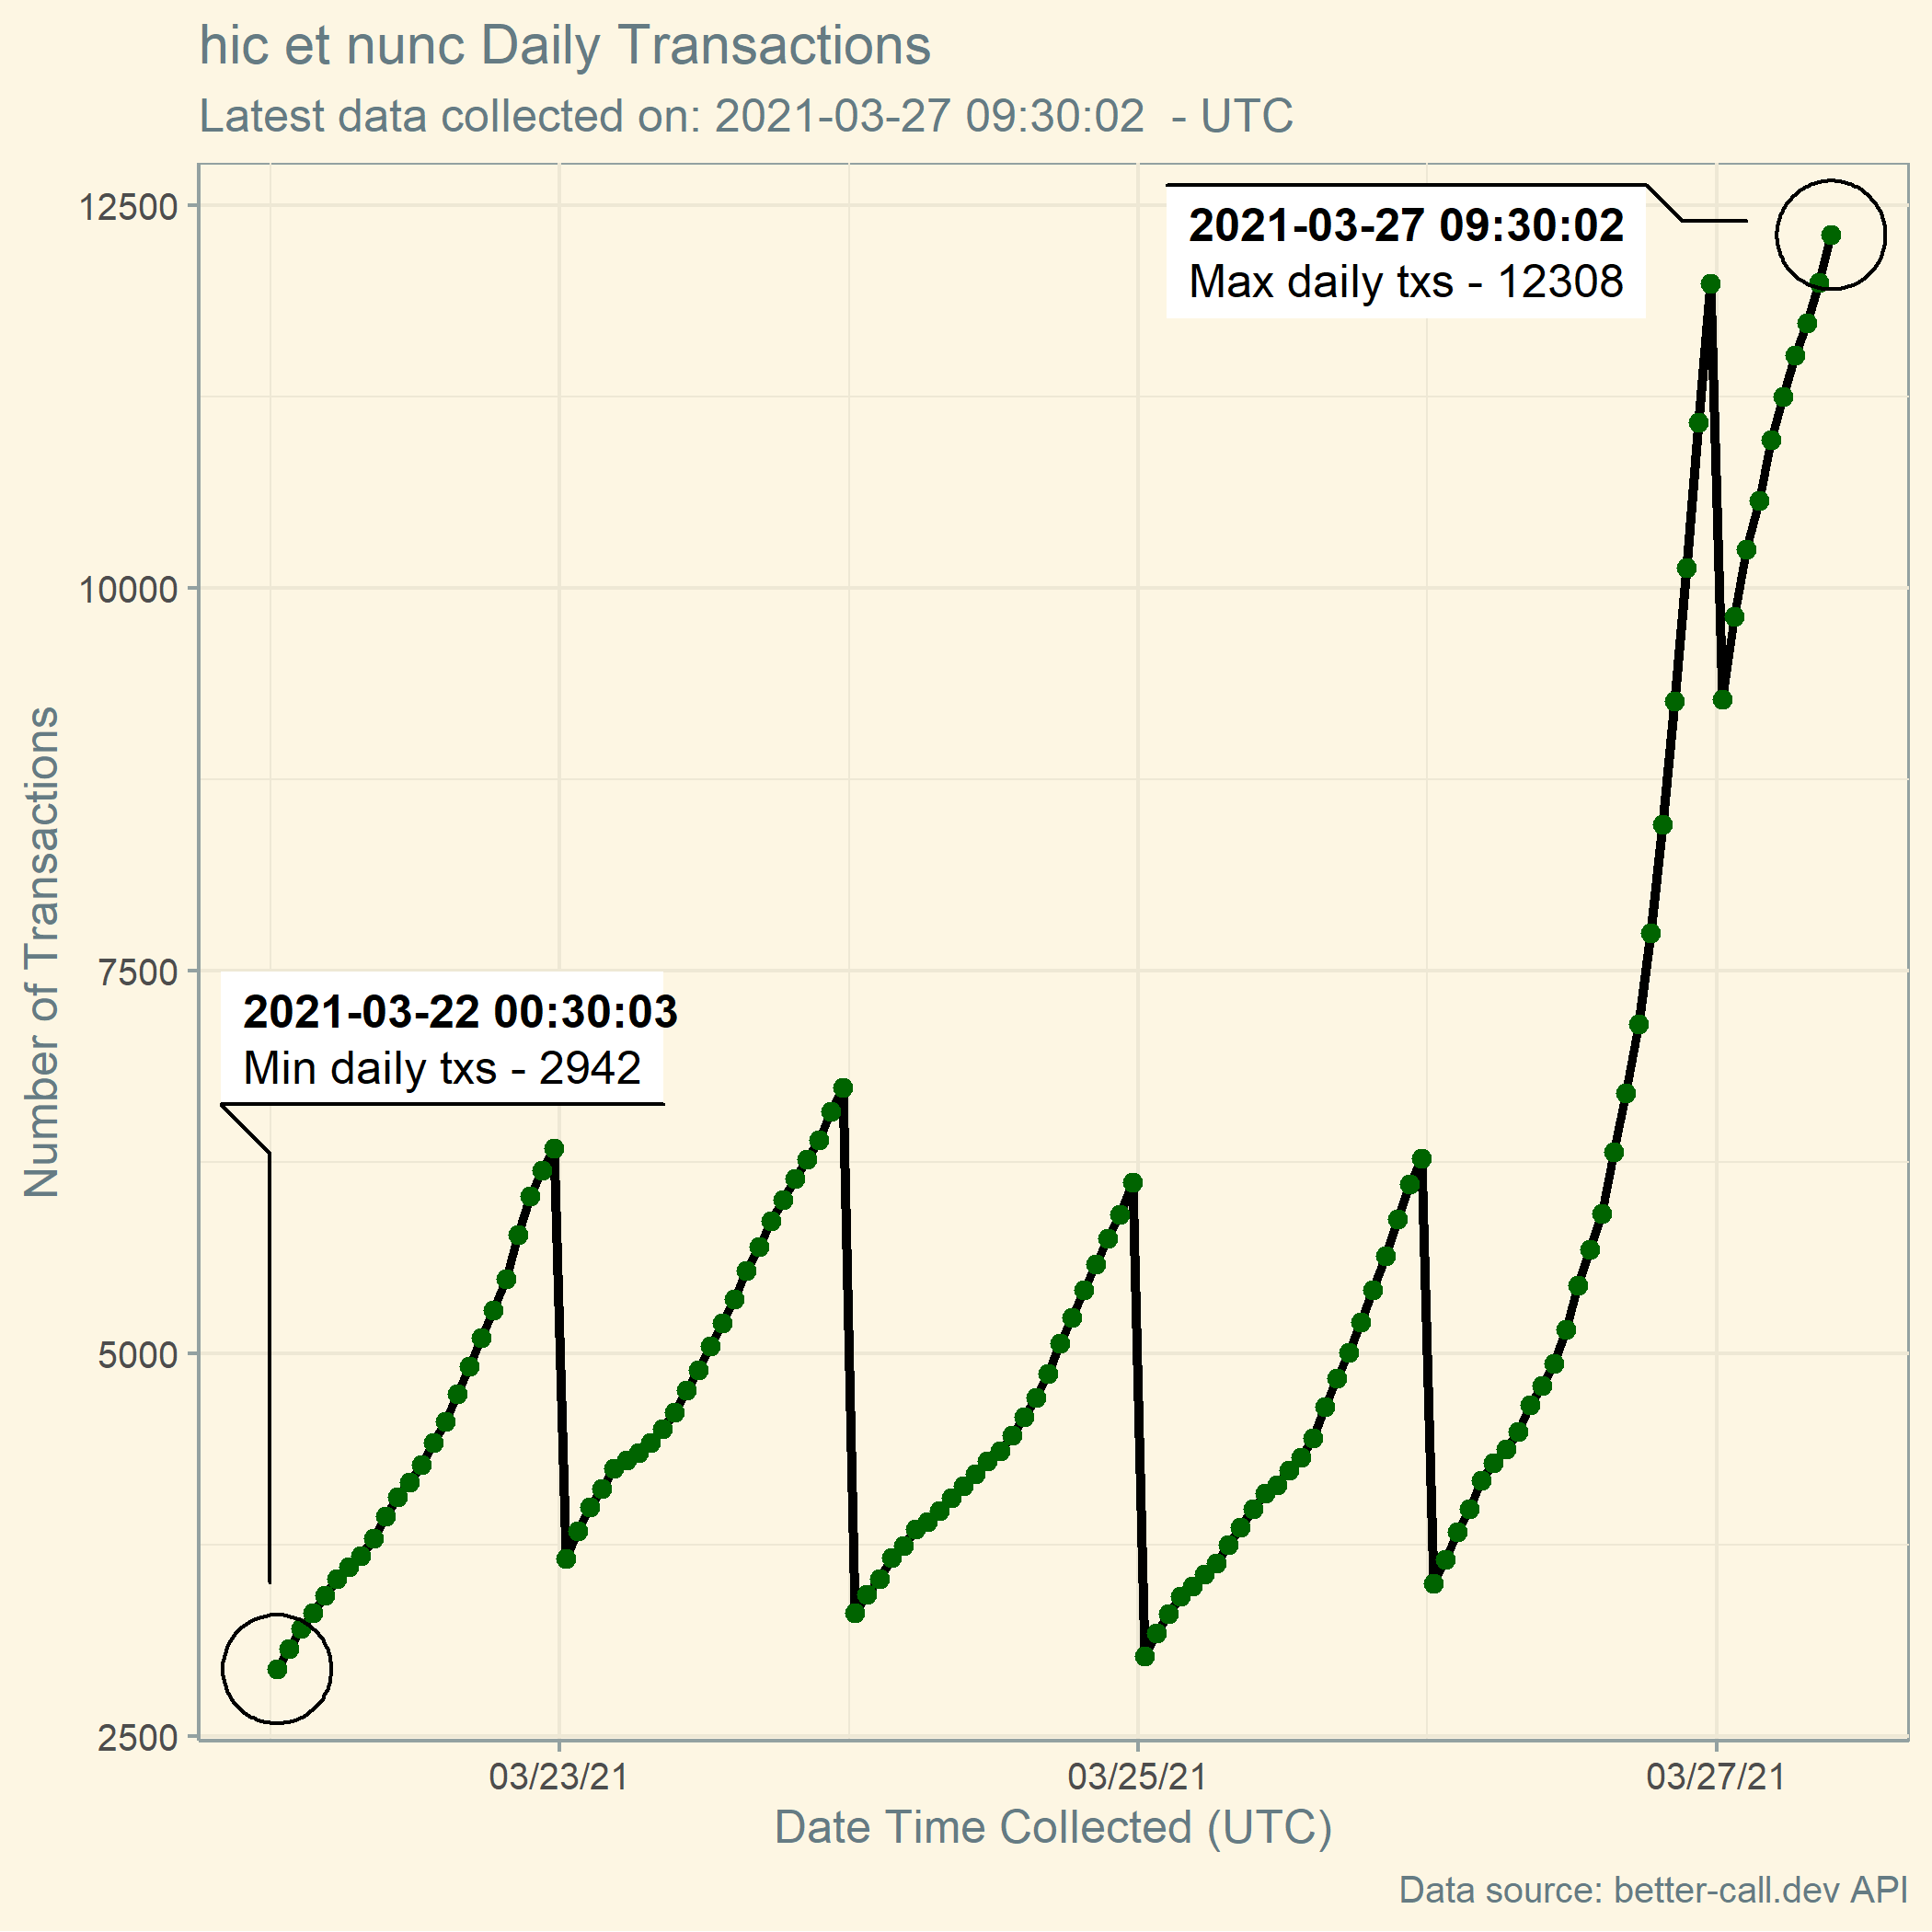 hic et nunc Daily Transactions
Latest data collected on: 2021-03-27 09:30:02  - UTC
12500
10000
7500
5000
2500
Number of Transactions
2021-03-27 09:30:02
Max daily txs - 12308
2021-03-22 00:30:03
Min daily txs - 2942
03/23/21
03/25/21
03/27/21
Date Time Collected (UTC)
Data source: better-call.dev API